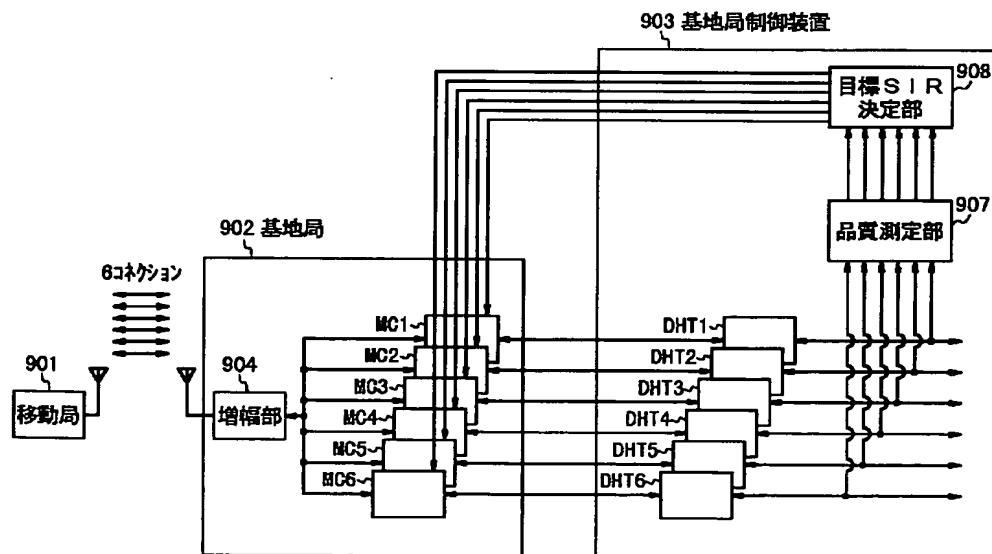 903 基地局制御装置
908
目標SIR
決定部
907
品質測定部
902 基地局
6コネクション
901
移動局
904
増幅部
MC1
MC2
MC3
MC4
MC5
MC6
DHT1
DHT2
DHT3
DHT4
DHT5
DHT6